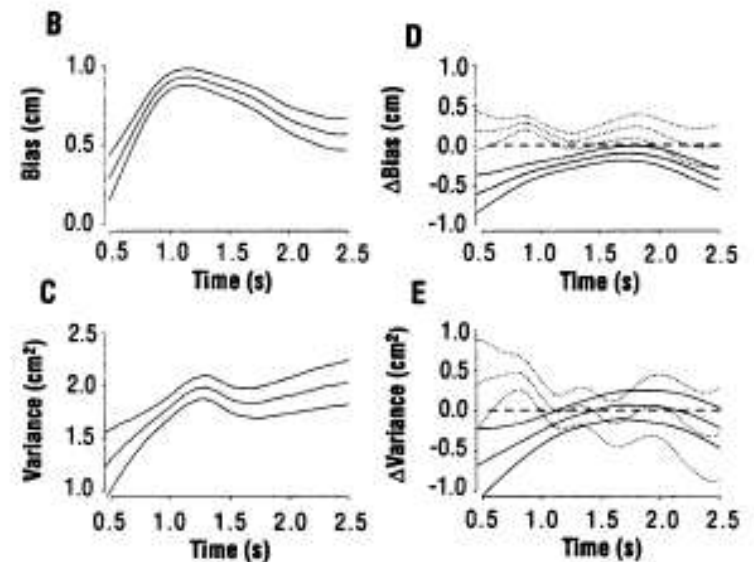 B
Bias (cm)
1.0
0.5
0.0
0.5 1.0 1.5 2.0 2.5
Time (s)
D
ΔBias (cm)
1.0
0.5
0.0
-0.5
-1.0
0.5 1.0 1.5 2.0 2.5
Time (s)
C
Variance (cm²)
2.5
2.0
1.5
1.0
0.5 1.0 1.5 2.0 2.5
Time (s)
E
ΔVariance (cm²)
1.0
0.5
0.0
-0.5
-1.0
0.5 1.0 1.5 2.0 2.5
Time (s)